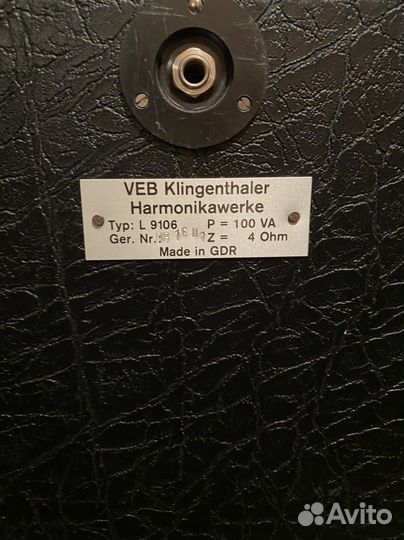 VEB Klingenthaler
Harmonikawerke
Typ: L 9106 P = 100 VA
Ger. Nr.: Z = 4 Ohm
Made in GDR
Avito